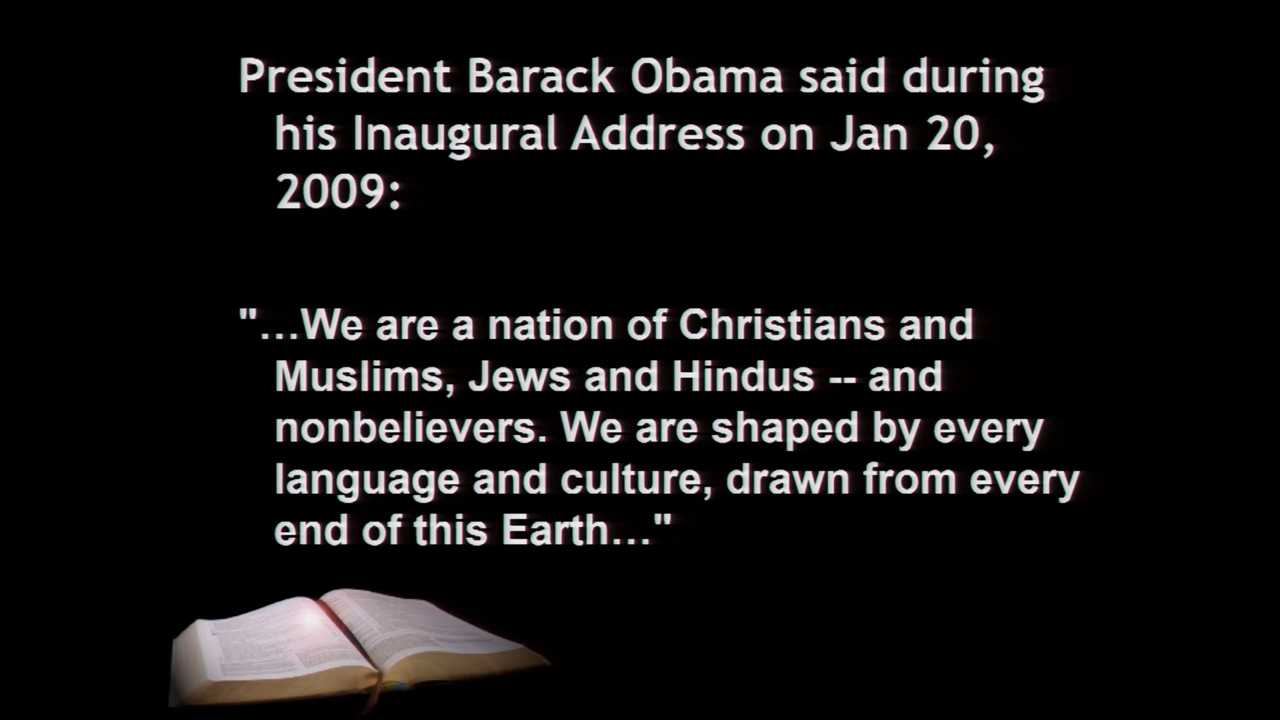 President Barack Obama said during
his Inaugural Address on Jan 20,
2009:
"...We are a nation of Christians and
Muslims, Jews and Hindus -- and
nonbelievers. We are shaped by every
language and culture, drawn from every
end of this Earth..."